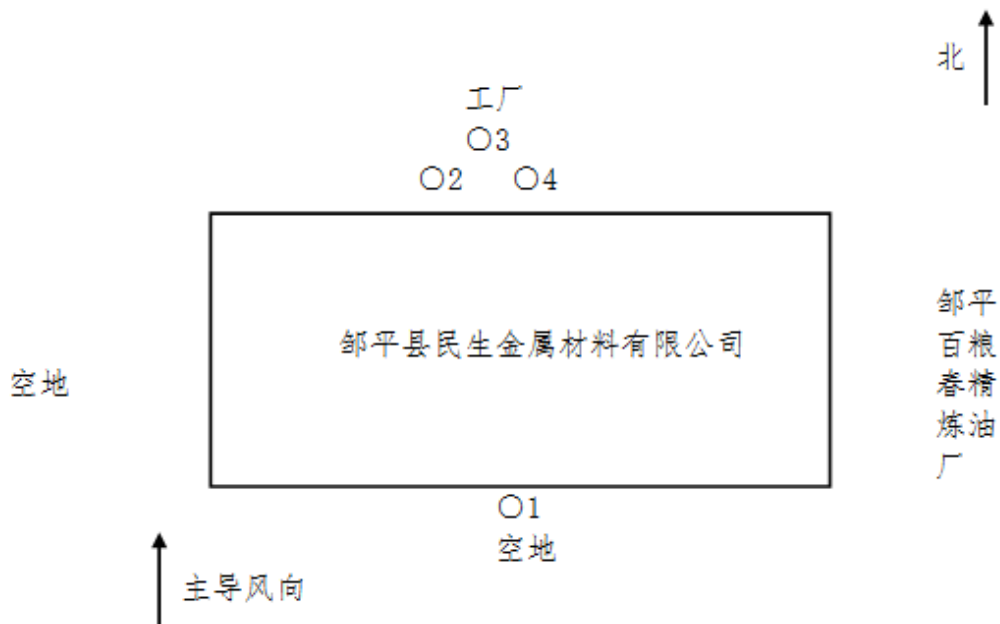 北
工厂
○3
○2 ○4
邹平县民生金属材料有限公司
空地
邹平
百粮
春精
炼油
厂
○1
空地
主导风向